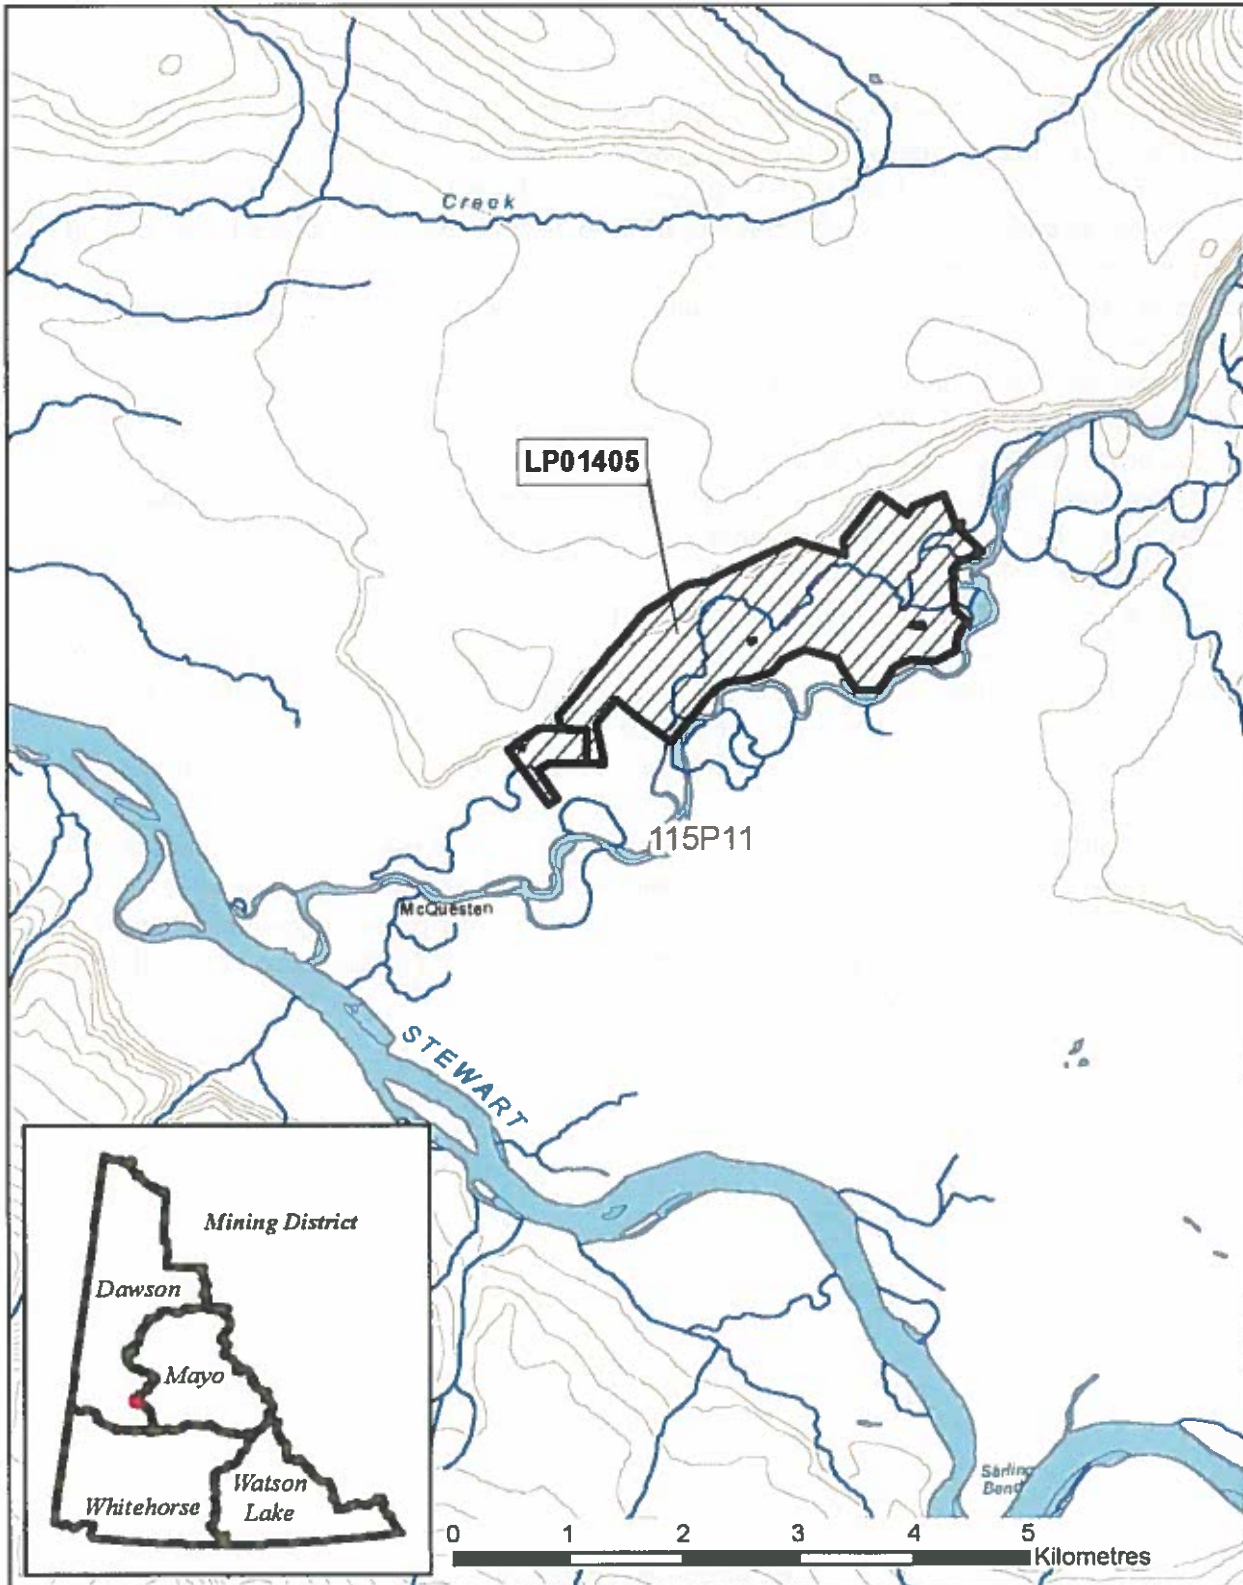 Creek
LP01405
115P11
McQuesten
STEWART
Mining District
Dawson
Mayo
Whitehorse
Watson
Lake
Bend
0 1 2 3 4 5
Kilometres